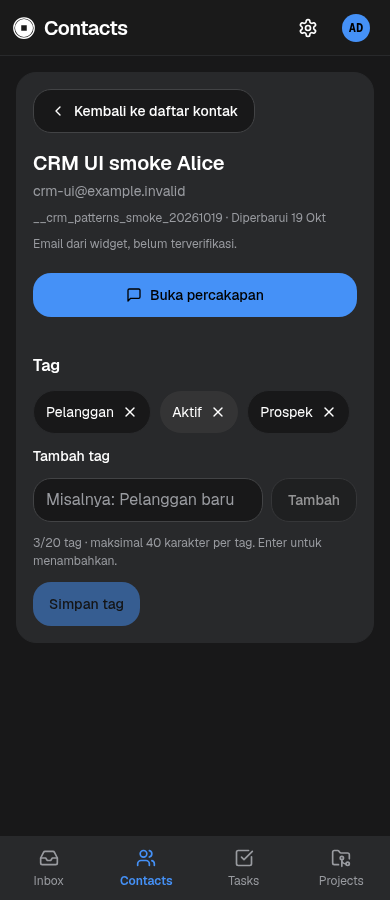 Contacts
AD
Kembali ke daftar kontak
CRM UI smoke Alice
crm-ui@example.invalid
__crm_patterns_smoke_20261019 · Diperbarui 19 Okt
Email dari widget, belum terverifikasi.
Buka percakapan
Tag
Pelanggan
Aktif
Prospek
Tambah tag
Misalnya: Pelanggan baru
Tambah
3/20 tag · maksimal 40 karakter per tag. Enter untuk
menambahkan.
Simpan tag
Inbox
Contacts
Tasks
Projects